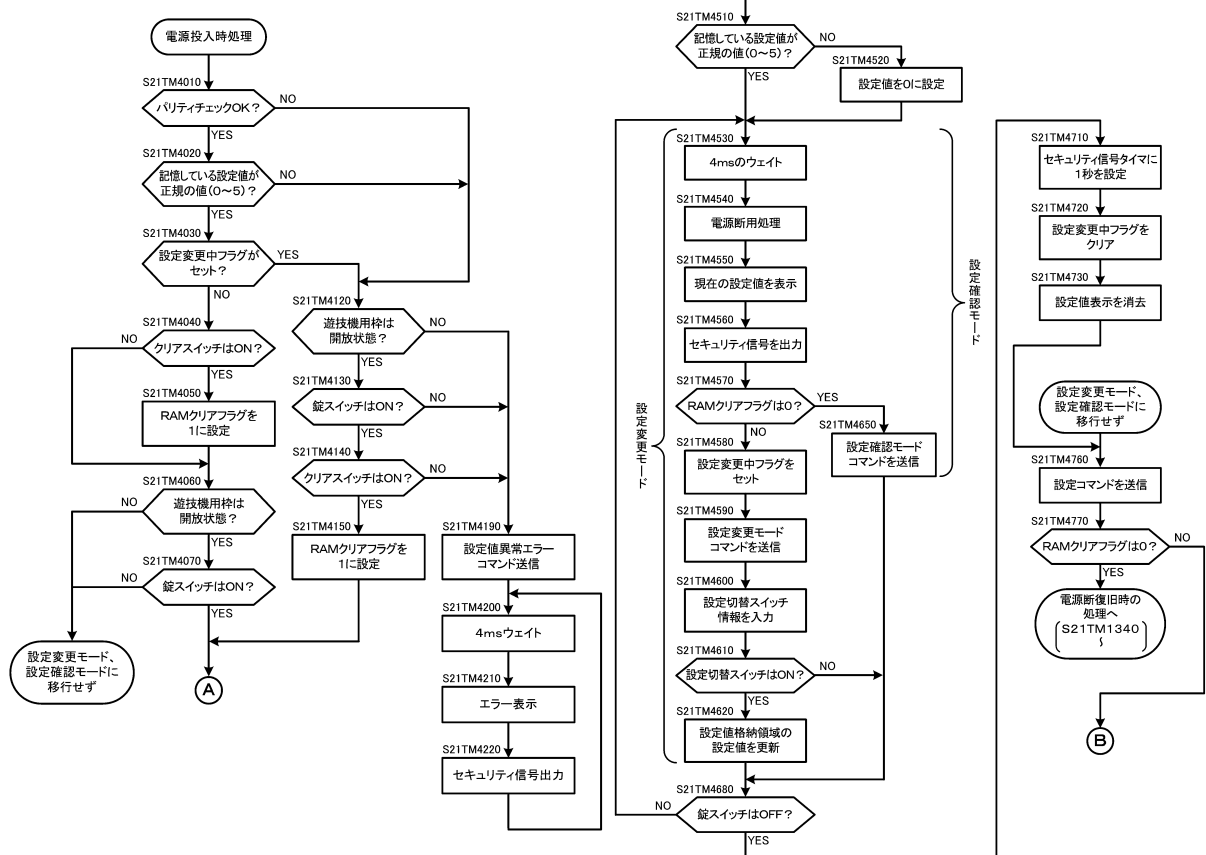 電源投入時処理
S21TM4010
パリティチェックOK？
NO
YES
S21TM4020
記憶している設定値が
正規の値（0～5）？
NO
YES
S21TM4030
設定変更中フラグが
セット？
YES
NO
S21TM4040
NO
クリアスイッチはON？
YES
S21TM4050
RAMクリアフラグを
1に設定
S21TM4060
NO
遊技機用枠は
開放状態？
YES
S21TM4070
NO
錠スイッチはON？
YES
設定変更モード、
設定確認モードに
移行せず
A
S21TM4120
遊技機用枠は
開放状態？
NO
YES
S21TM4130
錠スイッチはON？
NO
YES
S21TM4140
クリアスイッチはON？
NO
YES
S21TM4150
RAMクリアフラグを
1に設定
S21TM4190
設定値異常エラー
コマンド送信
S21TM4200
4msウェイト
S21TM4210
エラー表示
S21TM4220
セキュリティ信号出力
S21TM4510
記憶している設定値が
正規の値（0～5）？
NO
YES
S21TM4520
設定値を0に設定
S21TM4530
4msのウェイト
S21TM4540
電源断用処理
S21TM4550
現在の設定値を表示
S21TM4560
セキュリティ信号を出力
S21TM4570
RAMクリアフラグは0？
YES
NO
S21TM4580
設定変更中フラグを
セット
S21TM4590
設定変更モード
コマンドを送信
S21TM4600
設定切替スイッチ
情報を入力
S21TM4610
設定切替スイッチはON？
NO
YES
S21TM4620
設定値格納領域の
設定値を更新
S21TM4650
設定確認モード
コマンドを送信
設定変更モード
設定確認モード
S21TM4680
NO
錠スイッチはOFF？
YES
S21TM4710
セキュリティ信号タイマに
1秒を設定
S21TM4720
設定変更中フラグを
クリア
S21TM4730
設定値表示を消去
設定変更モード、
設定確認モードに
移行せず
S21TM4760
設定コマンドを送信
S21TM4770
RAMクリアフラグは0？
NO
YES
電源断復旧時の
処理へ
S21TM1340
～
B